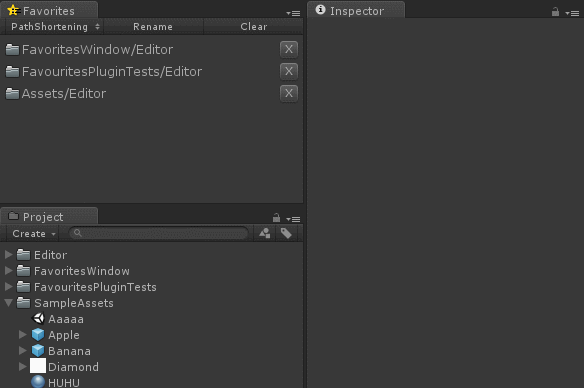 Favorites
PathShortening Rename Clear
FavoritesWindow/Editor X
FavouritesPluginTests/Editor X
Assets/Editor X
Project
Create
Editor
FavoritesWindow
FavouritesPluginTests
SampleAssets
Aaaaa
Apple
Banana
Diamond
HUHU
Inspector